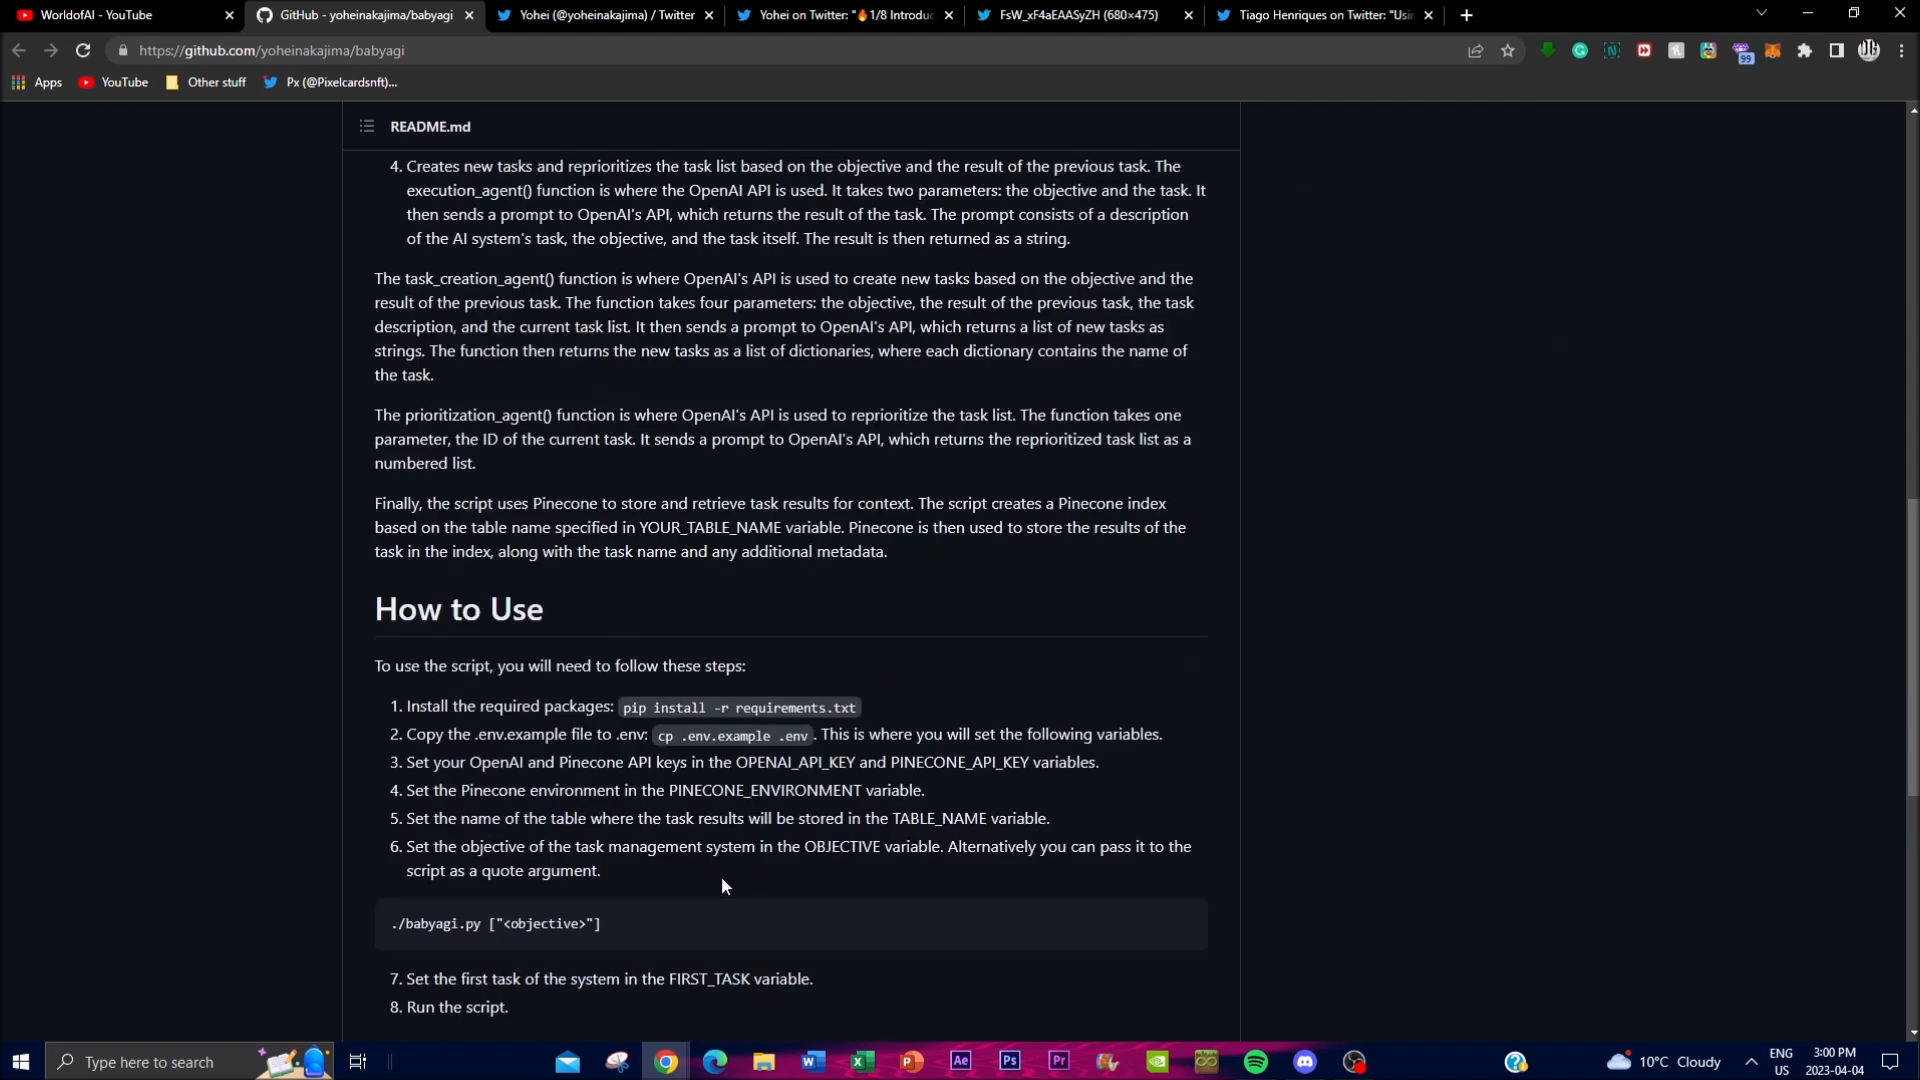 WorldofAI - YouTube
GitHub - yoheinakajima/babyagi
Yohei (@yoheinakajima) / Twitter
Yohei on Twitter: "🔥1/8 Introduc
FsW_xF4aEAASyZH (680×475)
Tiago Henriques on Twitter: "Usin
https://github.com/yoheinakajima/babyagi
99
Apps
YouTube
Other stuff
Px (@Pixelcardsnft)...
README.md
4. Creates new tasks and reprioritizes the task list based on the objective and the result of the previous task. The
execution_agent() function is where the OpenAI API is used. It takes two parameters: the objective and the task. It
then sends a prompt to OpenAI's API, which returns the result of the task. The prompt consists of a description
of the AI system's task, the objective, and the task itself. The result is then returned as a string.
The task_creation_agent() function is where OpenAI's API is used to create new tasks based on the objective and the
result of the previous task. The function takes four parameters: the objective, the result of the previous task, the task
description, and the current task list. It then sends a prompt to OpenAI's API, which returns a list of new tasks as
strings. The function then returns the new tasks as a list of dictionaries, where each dictionary contains the name of
the task.
The prioritization_agent() function is where OpenAI's API is used to reprioritize the task list. The function takes one
parameter, the ID of the current task. It sends a prompt to OpenAI's API, which returns the reprioritized task list as a
numbered list.
Finally, the script uses Pinecone to store and retrieve task results for context. The script creates a Pinecone index
based on the table name specified in YOUR_TABLE_NAME variable. Pinecone is then used to store the results of the
task in the index, along with the task name and any additional metadata.
How to Use
To use the script, you will need to follow these steps:
1. Install the required packages: pip install -r requirements.txt
2. Copy the .env.example file to .env: cp .env.example .env. This is where you will set the following variables.
3. Set your OpenAI and Pinecone API keys in the OPENAI_API_KEY and PINECONE_API_KEY variables.
4. Set the Pinecone environment in the PINECONE_ENVIRONMENT variable.
5. Set the name of the table where the task results will be stored in the TABLE_NAME variable.
6. Set the objective of the task management system in the OBJECTIVE variable. Alternatively you can pass it to the
script as a quote argument.
./babyagi.py ["<objective>"]
7. Set the first task of the system in the FIRST_TASK variable.
8. Run the script.
Type here to search
10°C Cloudy
ENG
US
3:00 PM
2023-04-04